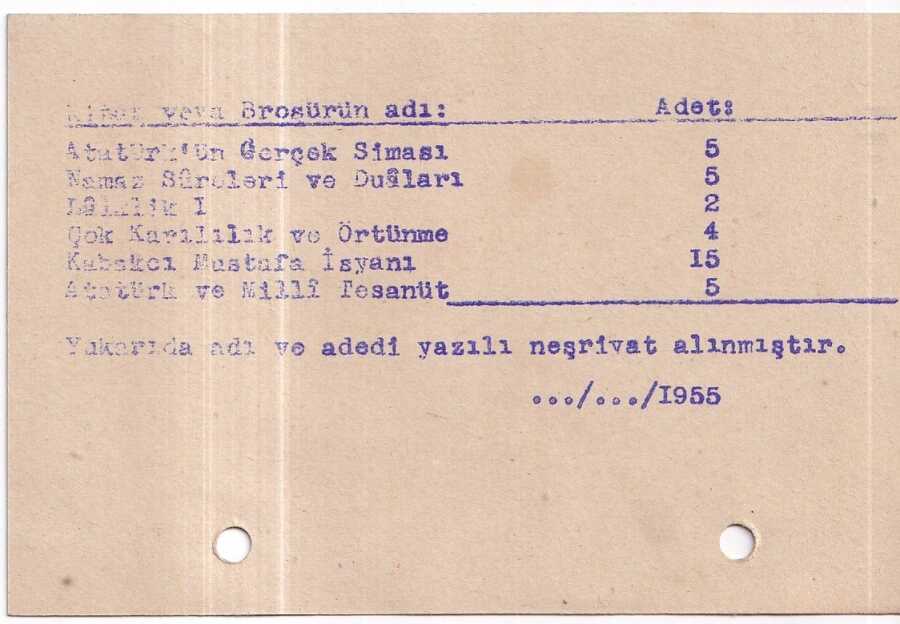 Kitap veya Broşürün adı: Adet:
Atatürk'ün Gerçek Siması 5
Namaz Sûreleri ve Duâları 5
Lâiklik I 2
Çok Karılılık ve Örtünme 4
Kabakcı Mustafa İsyanı 15
Atatürk ve Millî Tesanüt 5
Yukarıda adı ve adedi yazılı neşriyat alınmıştır.
.../.../1955